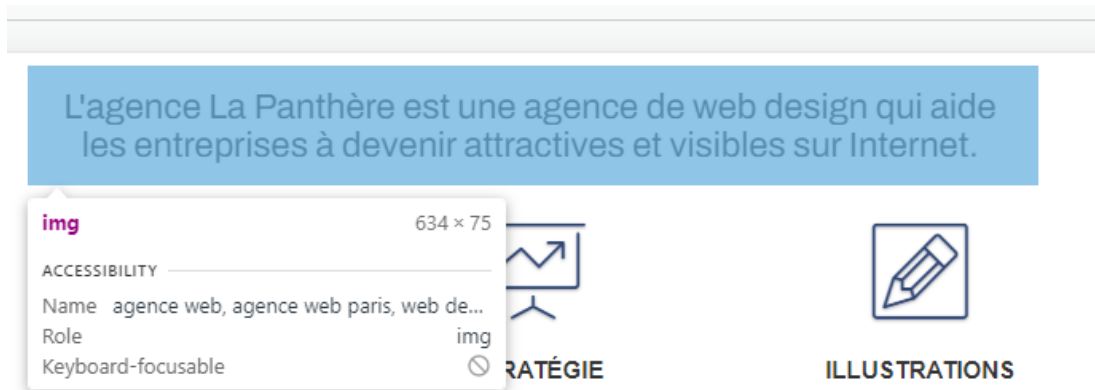 L'agence La Panthère est une agence de web design qui aide
les entreprises à devenir attractives et visibles sur Internet.
img 634 × 75
ACCESSIBILITY
Name agence web, agence web paris, web de...
Role img
Keyboard-focusable
RATÉGIE
ILLUSTRATIONS